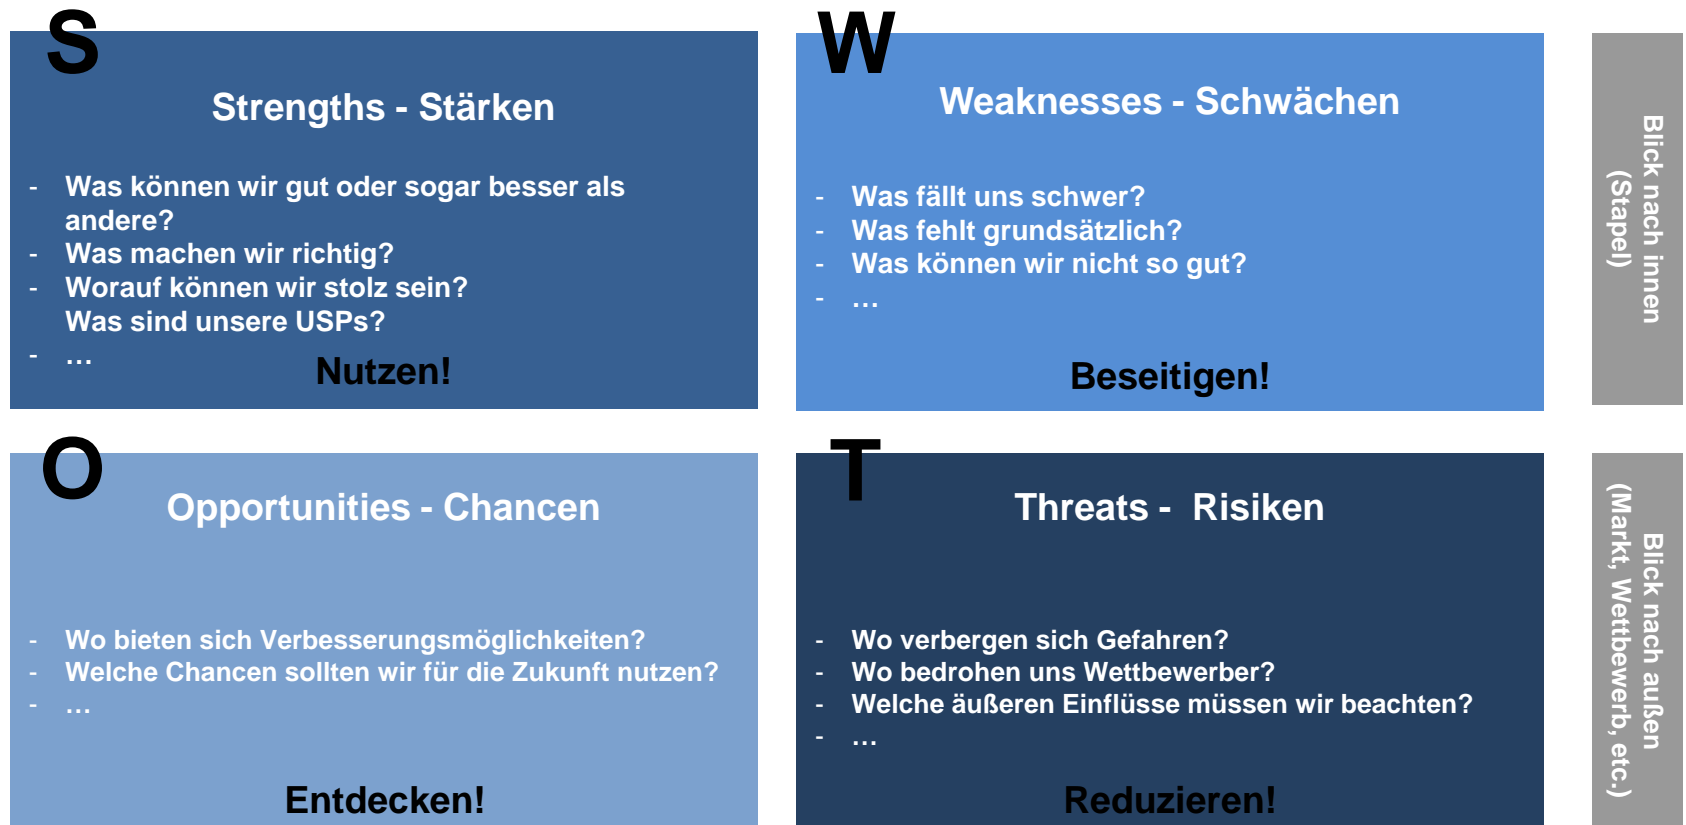 S
Strengths - Stärken
- Was können wir gut oder sogar besser als
andere?
- Was machen wir richtig?
- Worauf können wir stolz sein?
Was sind unsere USPs?
- …
Nutzen!
W
Weaknesses - Schwächen
- Was fällt uns schwer?
- Was fehlt grundsätzlich?
- Was können wir nicht so gut?
- …
Beseitigen!
Blick nach innen
(Stapel)
O
Opportunities - Chancen
- Wo bieten sich Verbesserungsmöglichkeiten?
- Welche Chancen sollten wir für die Zukunft nutzen?
- …
Entdecken!
T
Threats -  Risiken
- Wo verbergen sich Gefahren?
- Wo bedrohen uns Wettbewerber?
- Welche äußeren Einflüsse müssen wir beachten?
- …
Reduzieren!
Blick nach außen
(Markt, Wettbewerb, etc.)